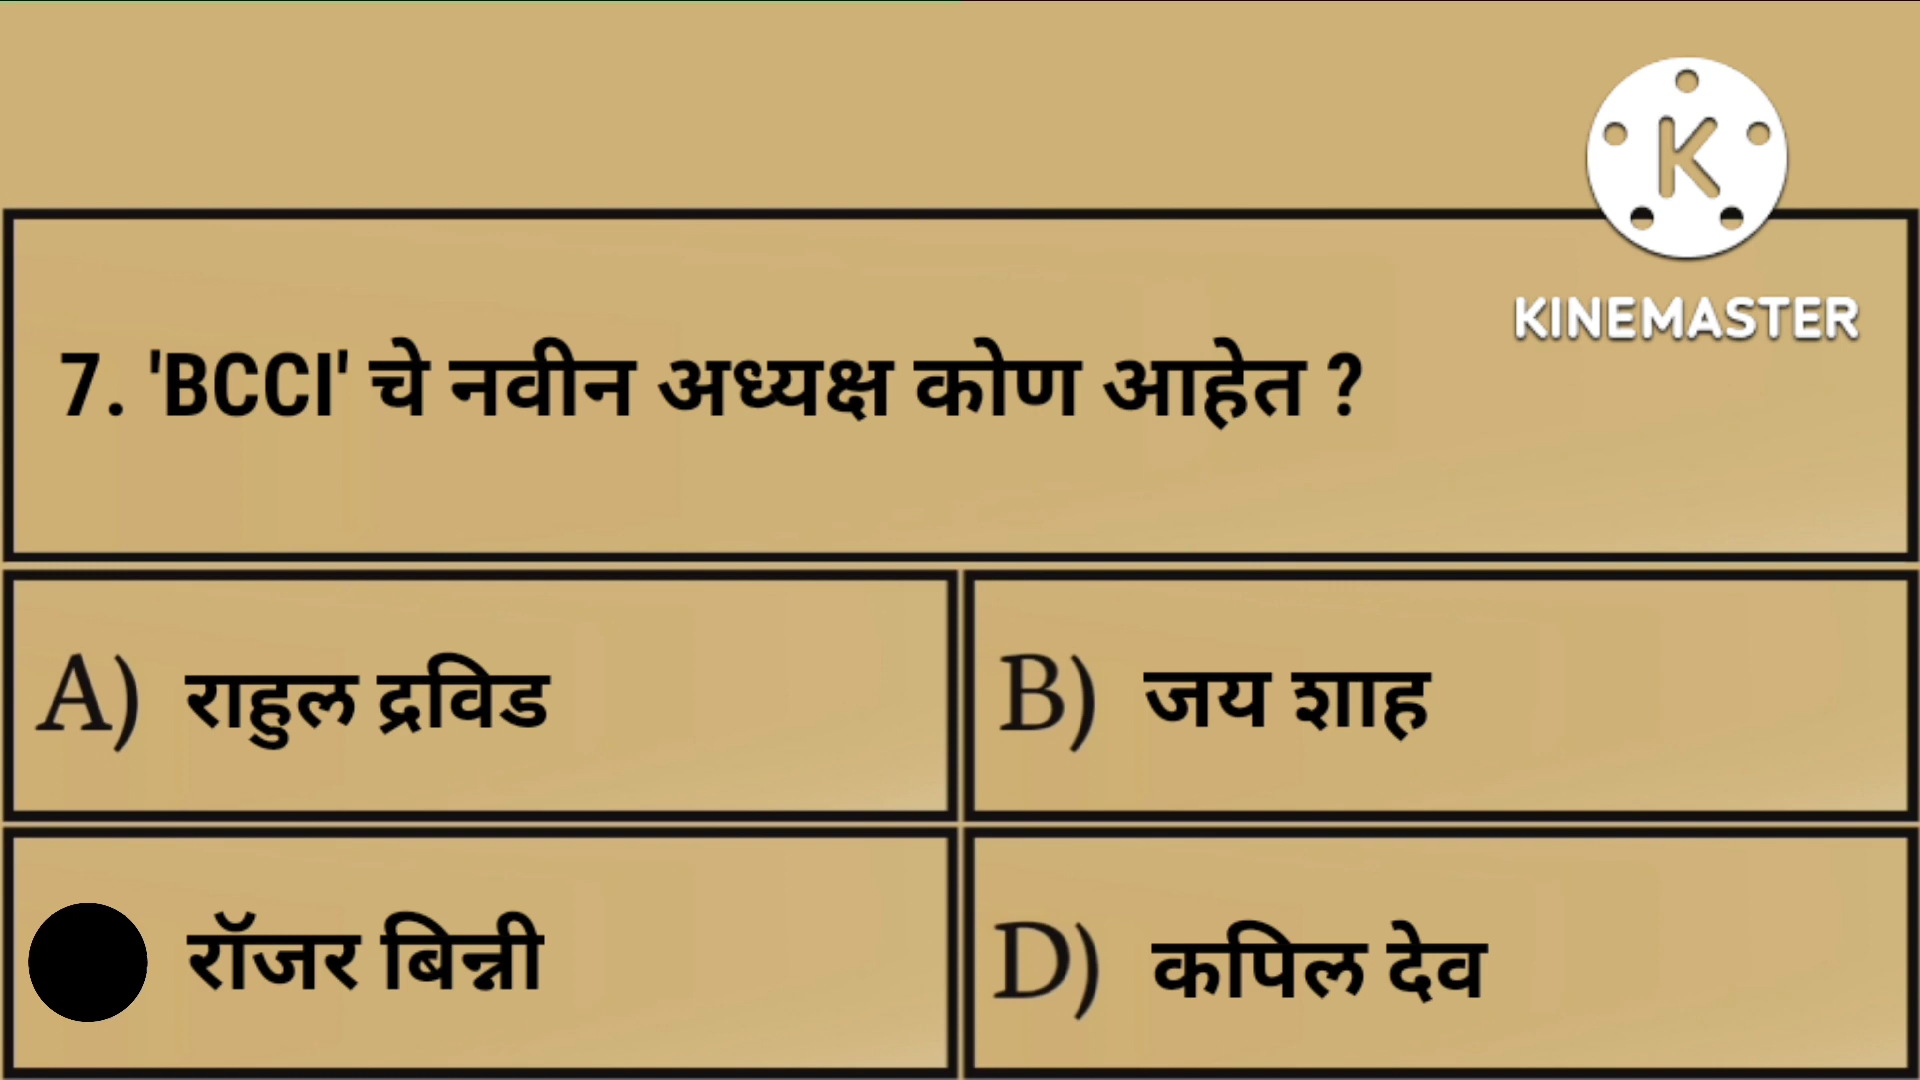 K
KINEMASTER
7. 'BCCI' चे नवीन अध्यक्ष कोण आहेत ?
A) राहुल द्रविड
B) जय शाह
रॉजर बिन्नी
D) कपिल देव